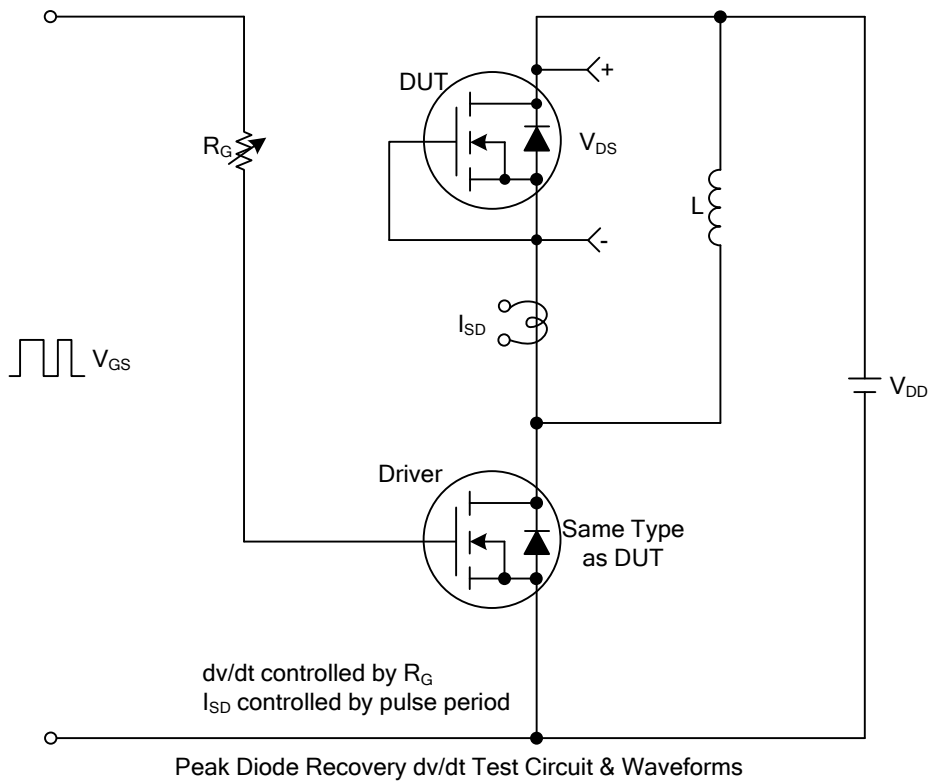 DUT
+
R_G
V_DS
L
-
I_SD
V_GS
V_DD
Driver
Same Type
as DUT
dv/dt controlled by R_G
I_SD controlled by pulse period
Peak Diode Recovery dv/dt Test Circuit & Waveforms